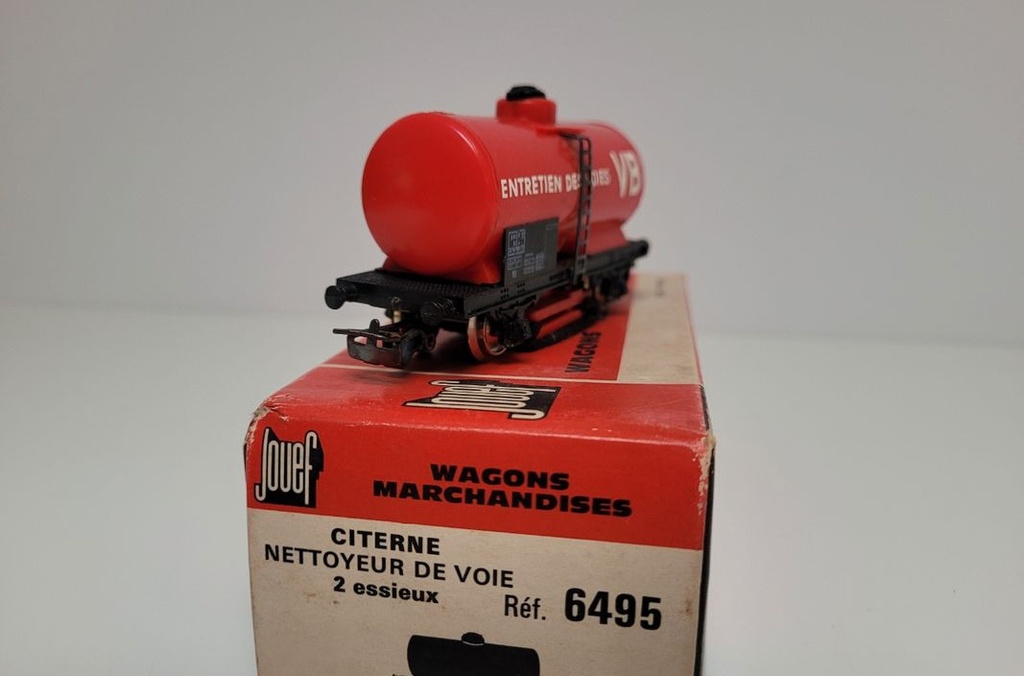 ENTRETIEN DES VOIES VB
WAGONS
Jouef
Jouef
WAGONS
MARCHANDISES
CITERNE
NETTOYEUR DE VOIE
2 essieux
Réf. 6495